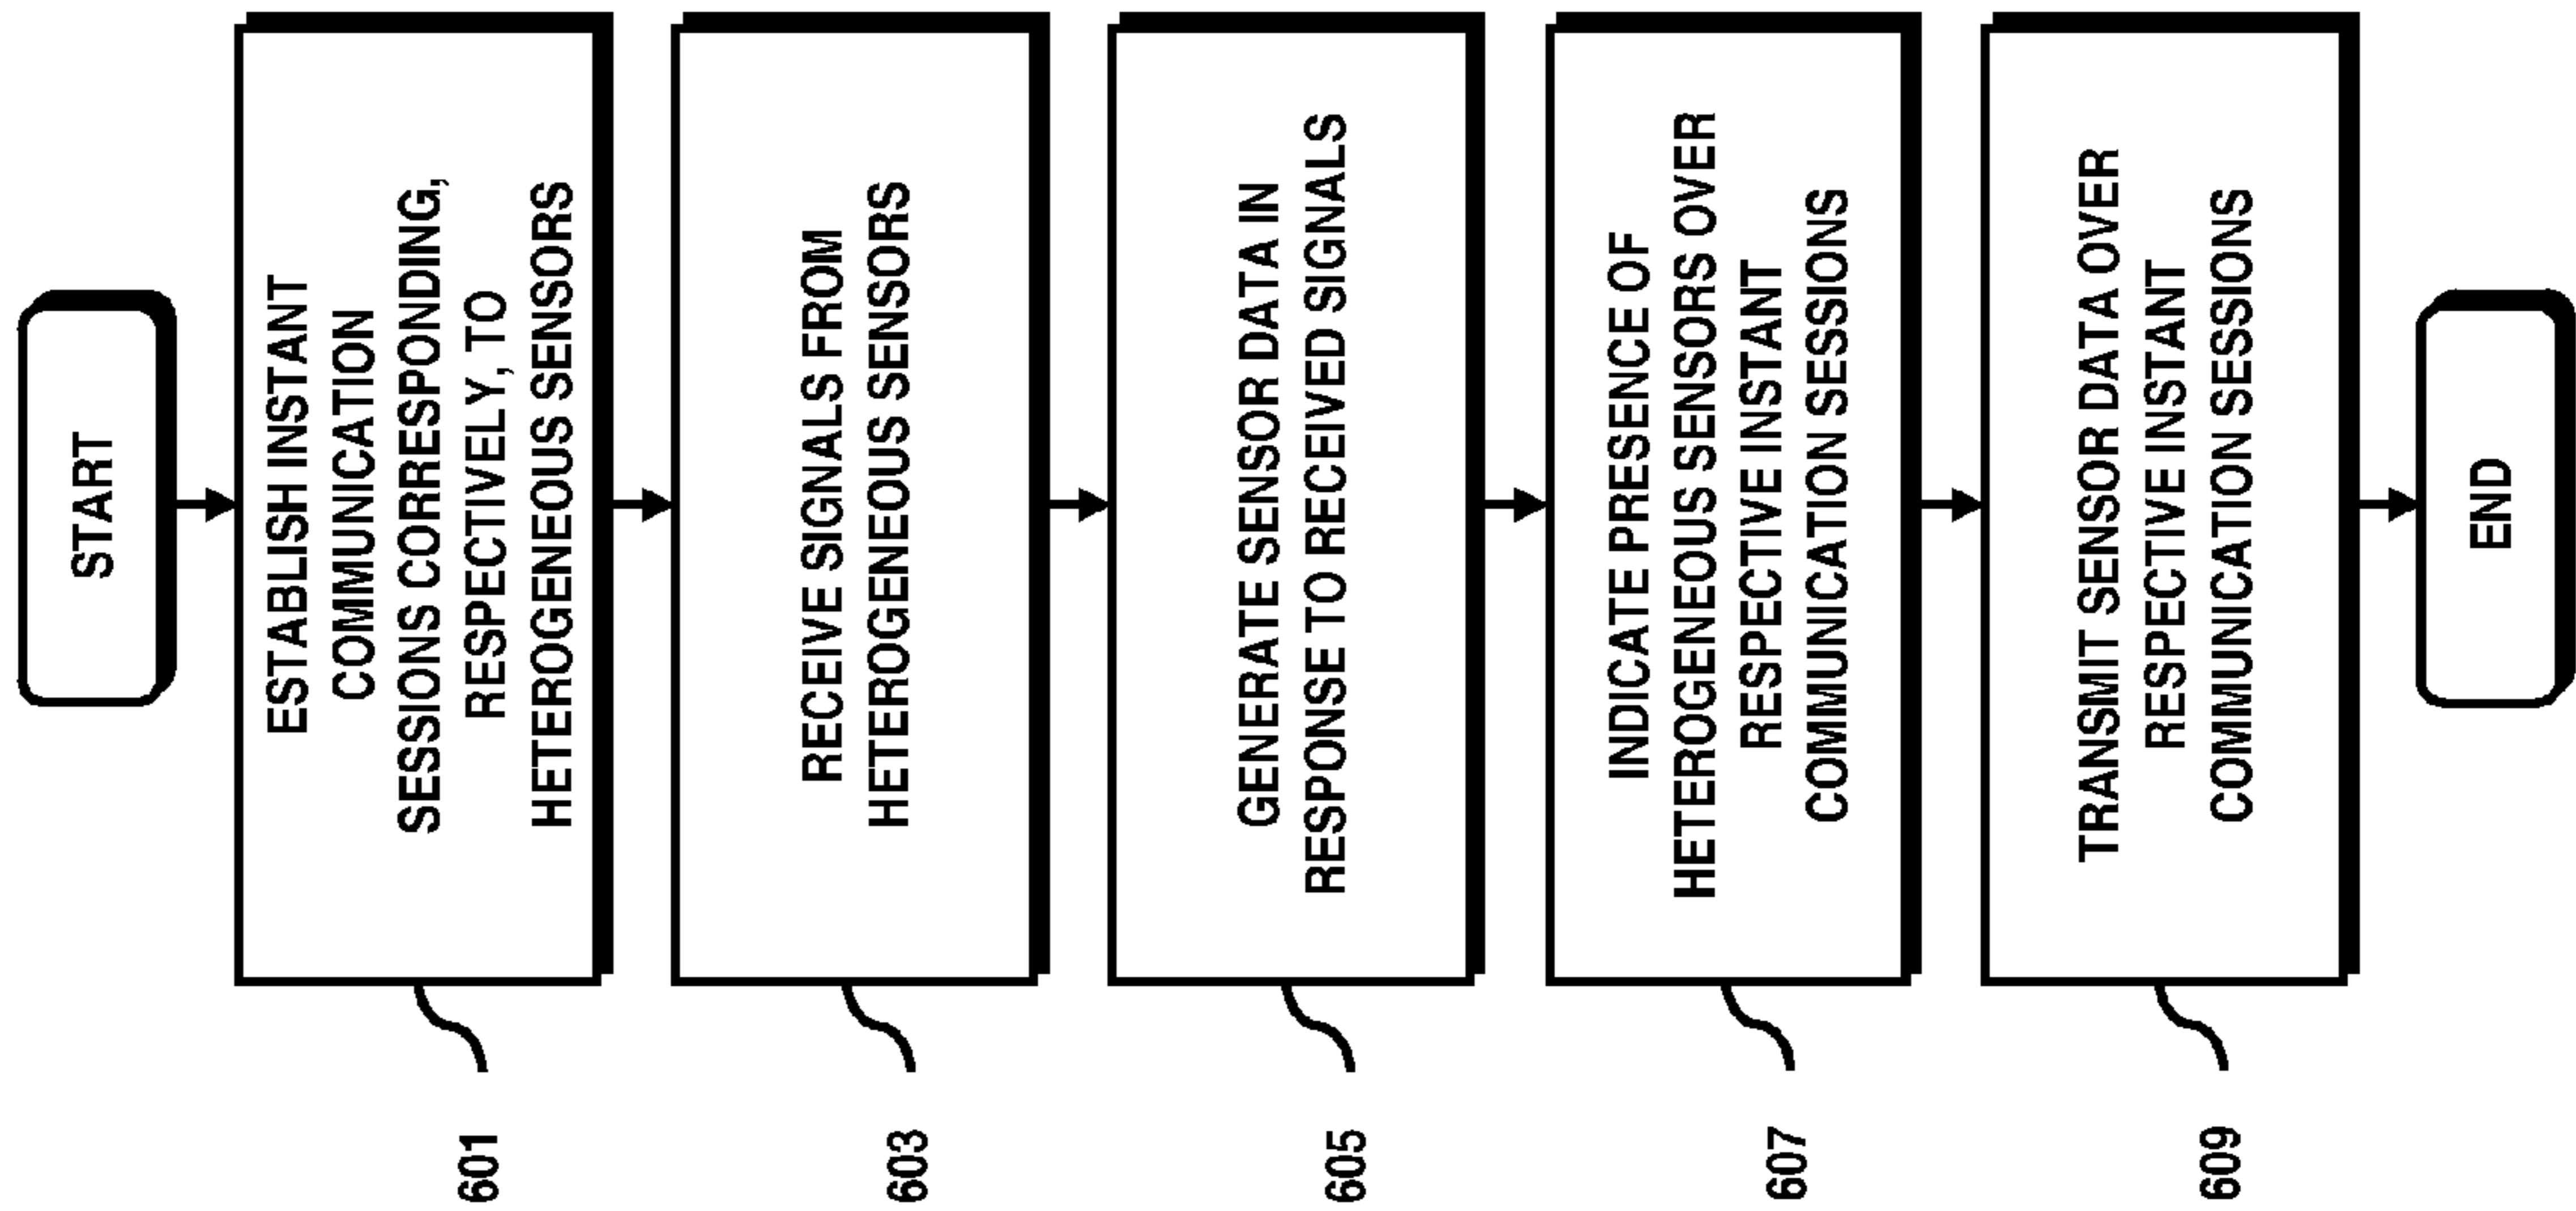 START
ESTABLISH INSTANT
COMMUNICATION
SESSIONS CORRESPONDING,
RESPECTIVELY, TO
HETEROGENEOUS SENSORS
601
RECEIVE SIGNALS FROM
HETEROGENEOUS SENSORS
603
GENERATE SENSOR DATA IN
RESPONSE TO RECEIVED SIGNALS
605
INDICATE PRESENCE OF
HETEROGENEOUS SENSORS OVER
RESPECTIVE INSTANT
COMMUNICATION SESSIONS
607
TRANSMIT SENSOR DATA OVER
RESPECTIVE INSTANT
COMMUNICATION SESSIONS
609
END